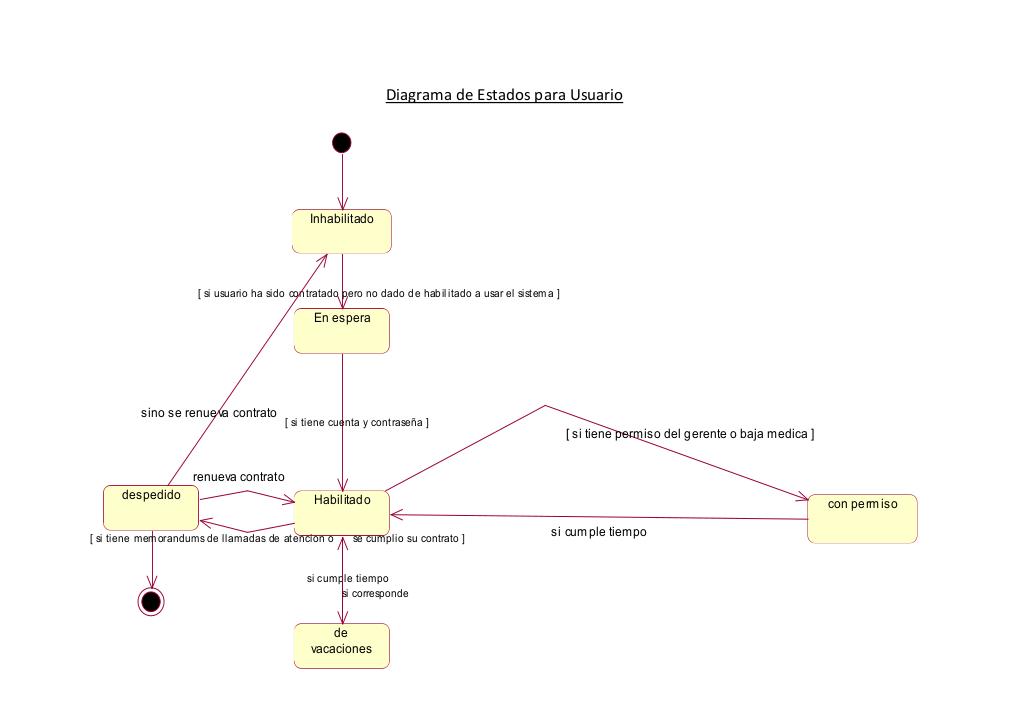 Diagrama de Estados para Usuario
Inhabilitado
[ si usuario ha sido contratado pero no dado de habilitado a usar el sistema ]
En espera
sino se renueva contrato
[ si tiene cuenta y contraseña ]
[ si tiene permiso del gerente o baja medica ]
renueva contrato
despedido
Habilitado
con permiso
si cumple tiempo
[ si tiene memorandums de llamadas de atencion o se cumplio su contrato ]
si cumple tiempo
si corresponde
de
vacaciones